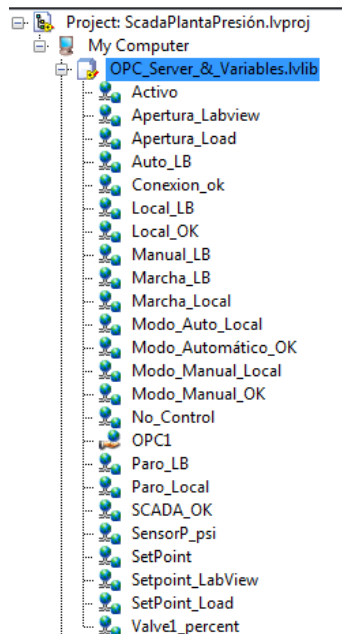 Project: ScadaPlantaPresión.lvproj
My Computer
OPC_Server_&_Variables.lvlib
Activo
Apertura_Labview
Apertura_Load
Auto_LB
Conexion_ok
Local_LB
Local_OK
Manual_LB
Marcha_LB
Marcha_Local
Modo_Auto_Local
Modo_Automático_OK
Modo_Manual_Local
Modo_Manual_OK
No_Control
OPC1
Paro_LB
Paro_Local
SCADA_OK
SensorP_psi
SetPoint
Setpoint_LabView
SetPoint_Load
Valve1_percent